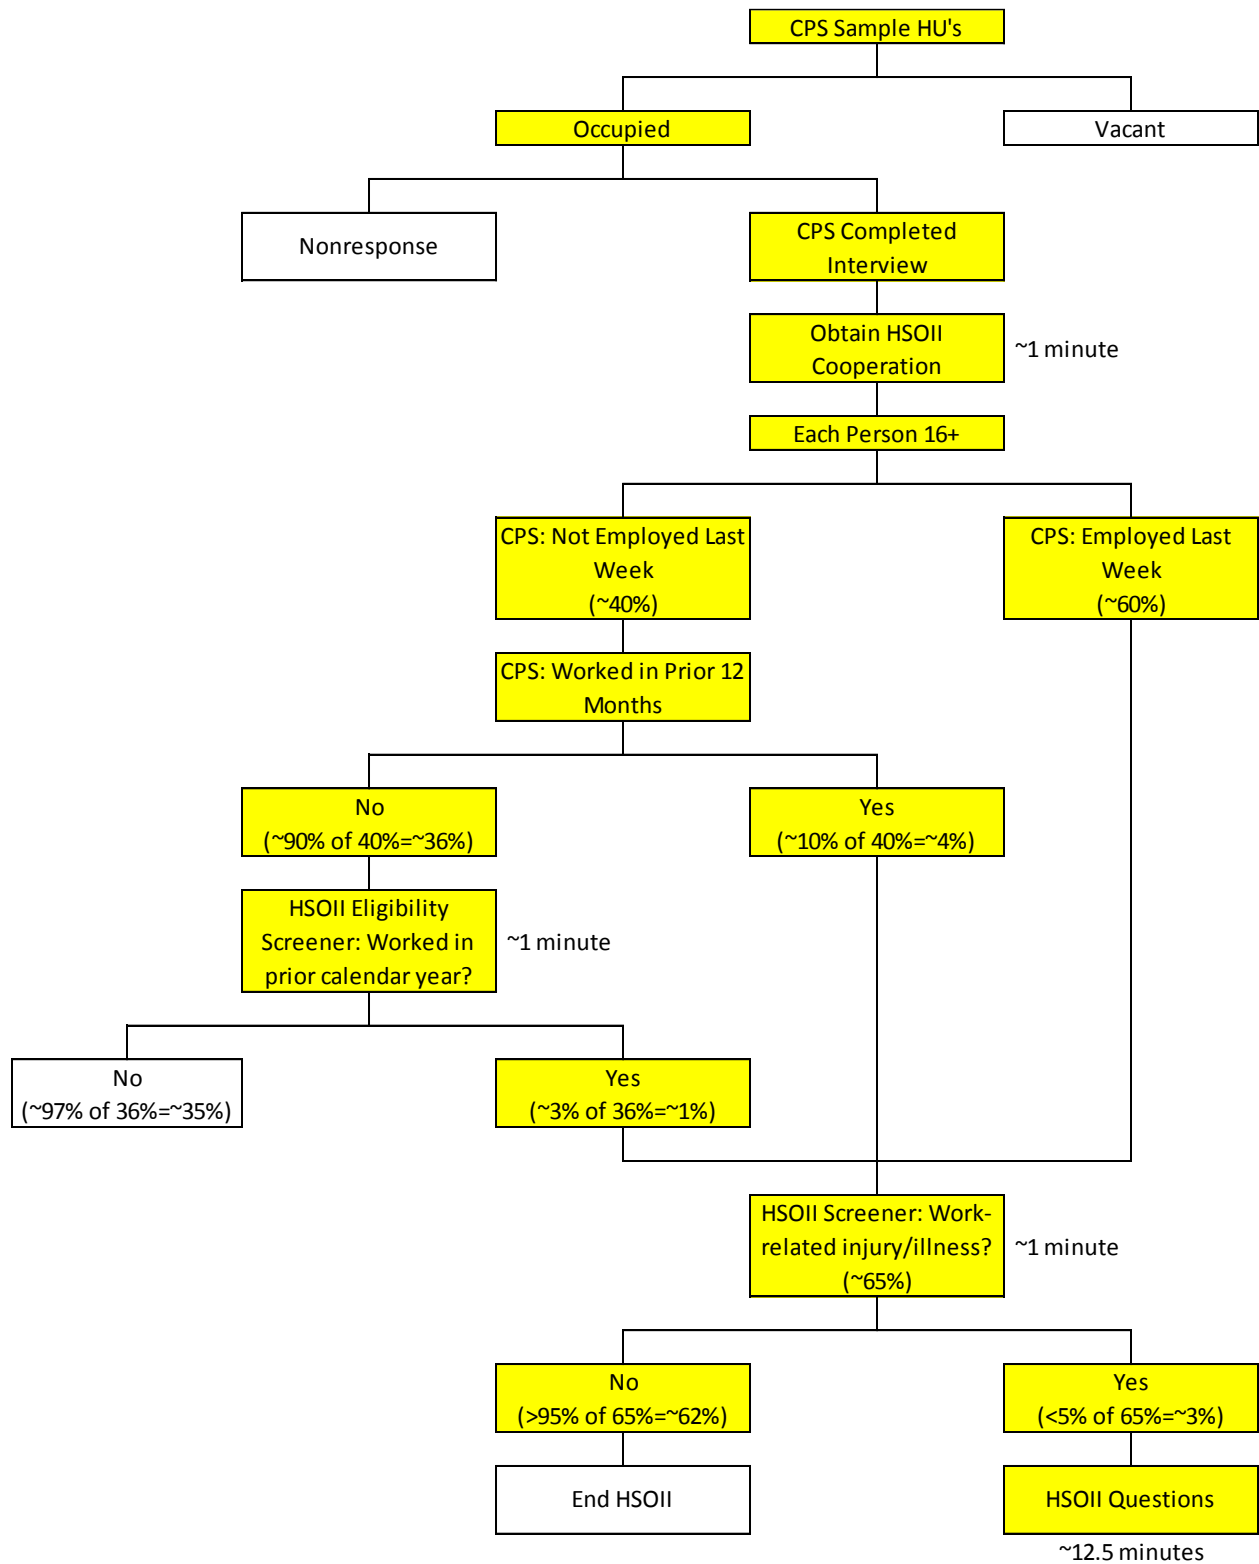 CPS Sample HU's
Occupied
Vacant
Nonresponse
CPS Completed
Interview
Obtain HSOII
Cooperation
~1 minute
Each Person 16+
CPS: Not Employed Last
Week
(~40%)
CPS: Employed Last
Week
(~60%)
CPS: Worked in Prior 12
Months
No
(~90% of 40%=~36%)
Yes
(~10% of 40%=~4%)
HSOII Eligibility
Screener: Worked in
prior calendar year?
~1 minute
No
(~97% of 36%=~35%)
Yes
(~3% of 36%=~1%)
HSOII Screener: Work-
related injury/illness?
(~65%)
~1 minute
No
(>95% of 65%=~62%)
Yes
(<5% of 65%=~3%)
End HSOII
HSOII Questions
~12.5 minutes